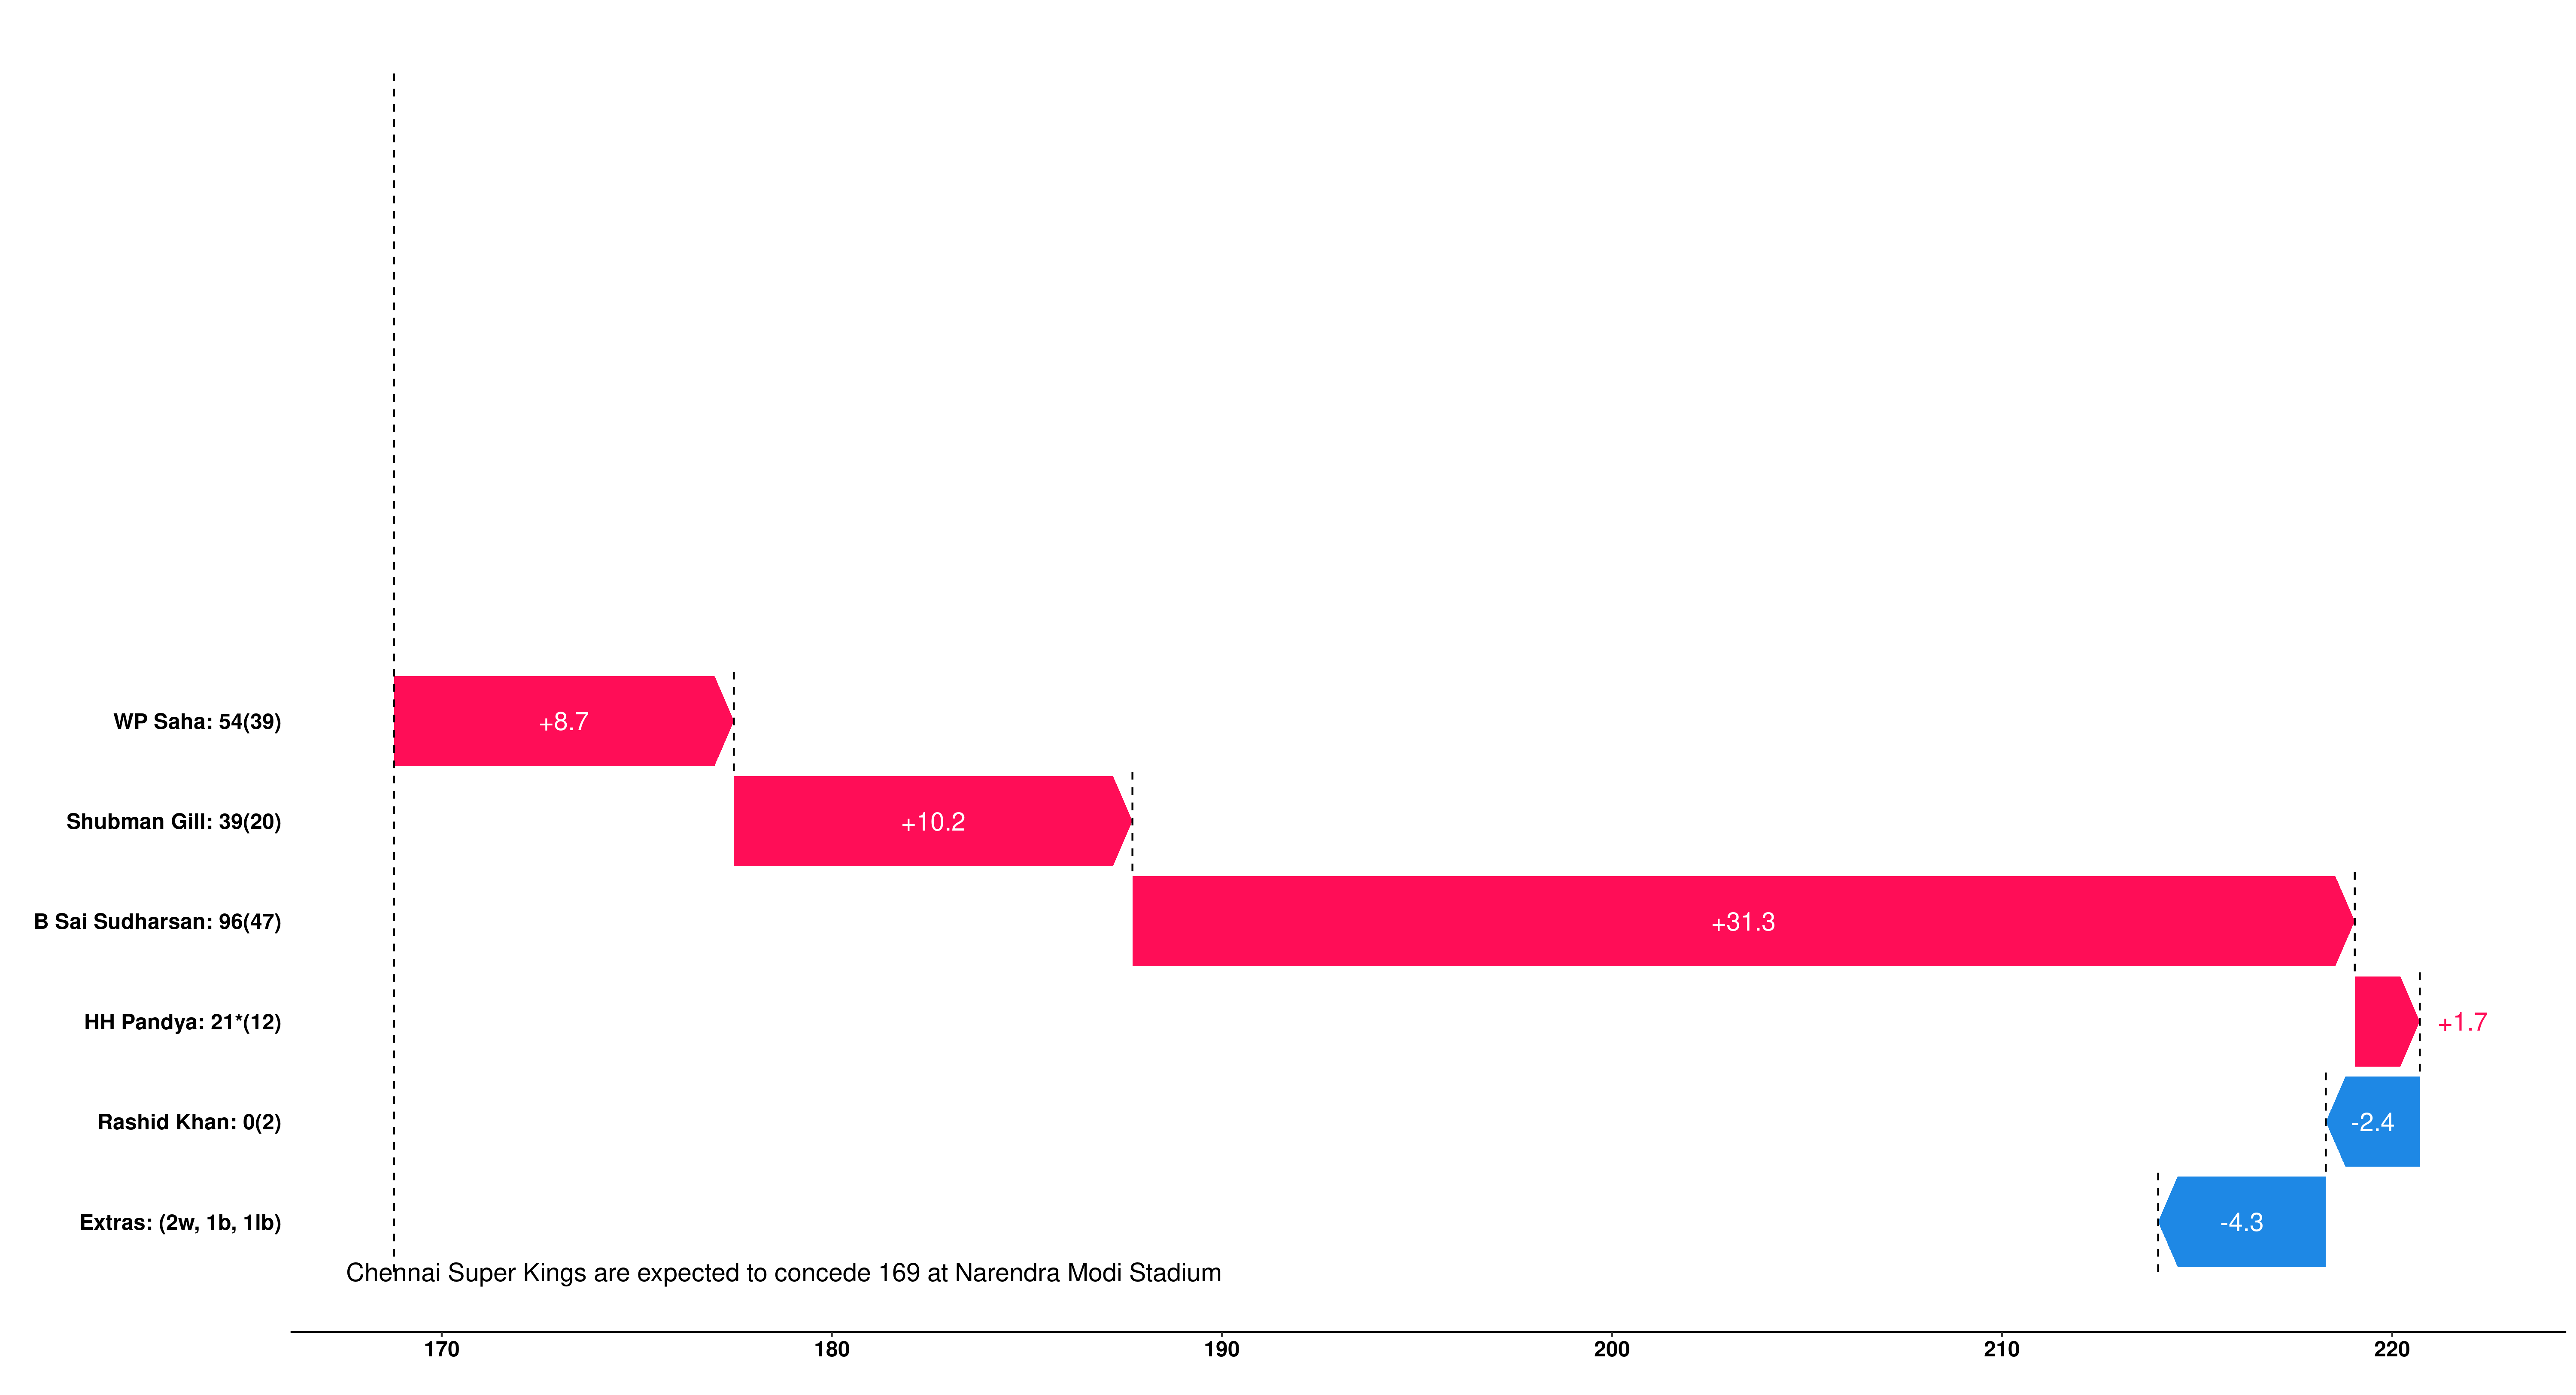 WP Saha: 54(39) +8.7
Shubman Gill: 39(20) +10.2
B Sai Sudharsan: 96(47) +31.3
HH Pandya: 21*(12) +1.7
Rashid Khan: 0(2) -2.4
Extras: (2w, 1b, 1lb) -4.3
Chennai Super Kings are expected to concede 169 at Narendra Modi Stadium
170 180 190 200 210 220